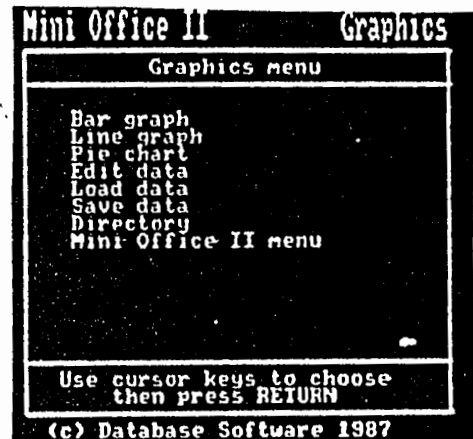 Mini Office II Graphics
Graphics menu
Bar graph
Line graph
Pie chart
Edit data
Load data
Save data
Directory
Mini Office II menu
Use cursor keys to choose
then press RETURN
(c) Database Software 1987